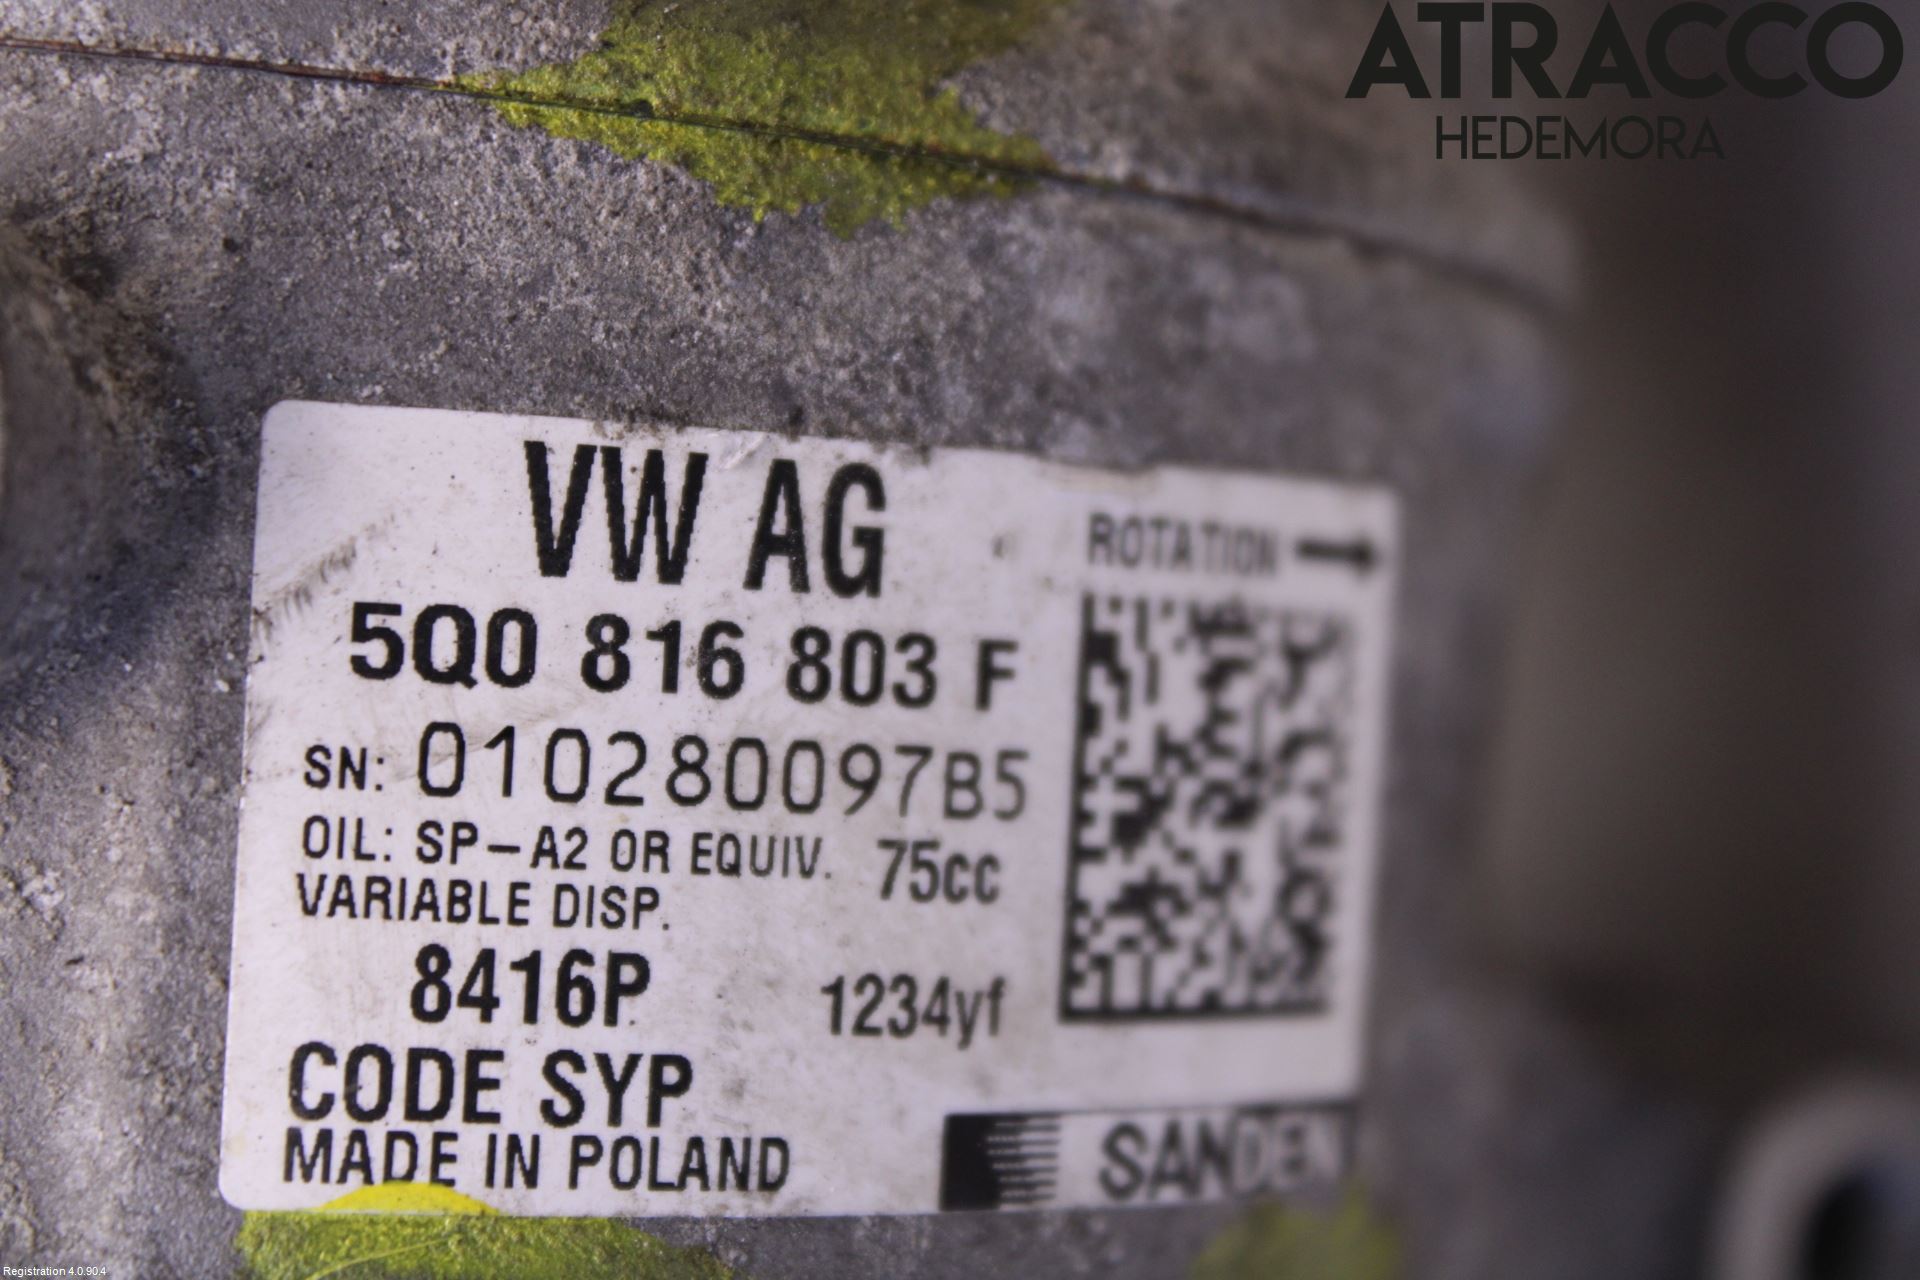 ATRACCO
HEDEMORA
VW AG
ROTATION →
5Q0 816 803 F
SN: 010280097B5
OIL: SP-A2 OR EQUIV. 75cc
VARIABLE DISP.
8416P 1234yf
CODE SYP
MADE IN POLAND
SANDEN
Registration 4.0.90.4